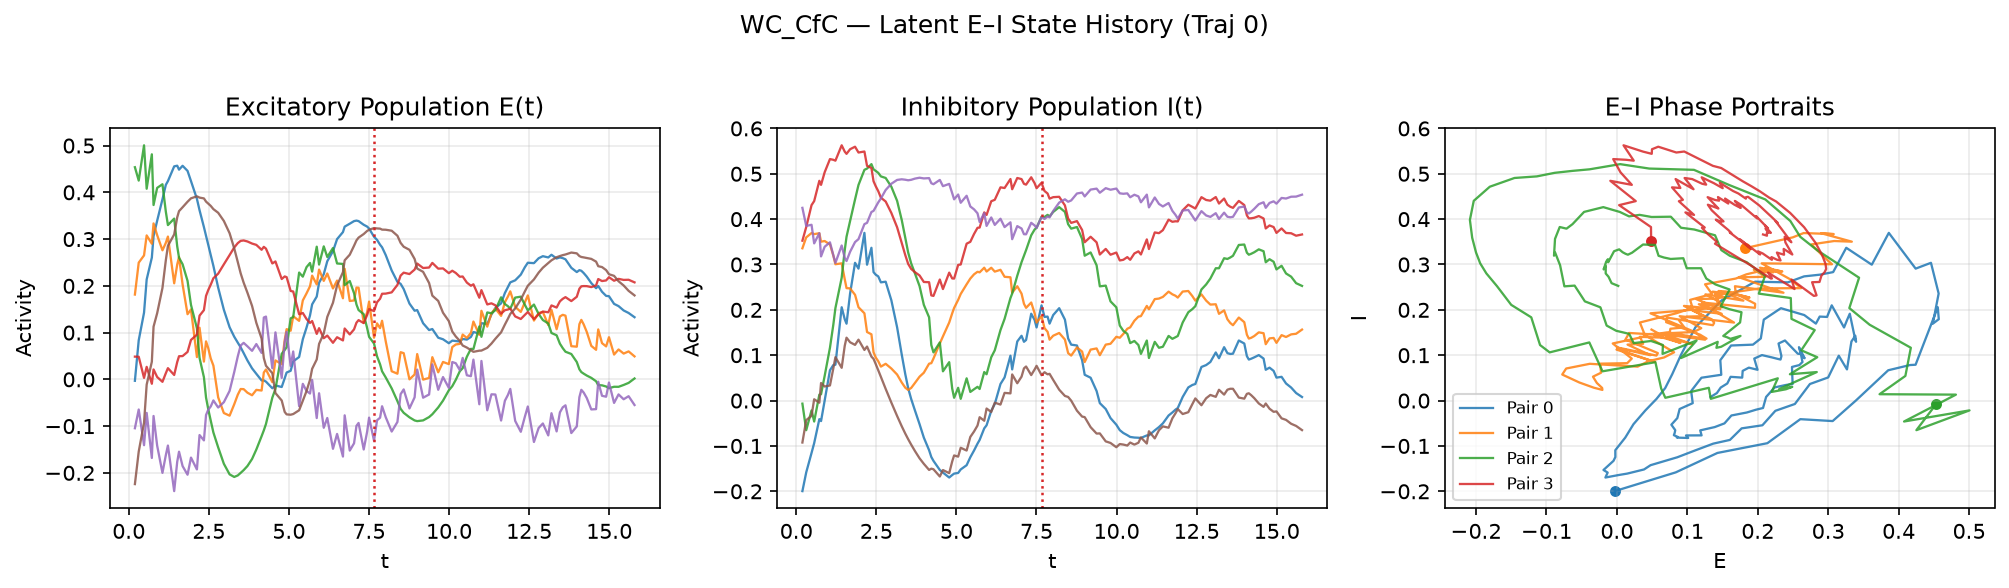 WC_CfC — Latent E–I State History (Traj 0)
Excitatory Population E(t)
Activity
0.5
0.4
0.3
0.2
0.1
0.0
−0.1
−0.2
0.0 2.5 5.0 7.5 10.0 12.5 15.0
t
Inhibitory Population I(t)
Activity
0.6
0.5
0.4
0.3
0.2
0.1
0.0
−0.1
−0.2
0.0 2.5 5.0 7.5 10.0 12.5 15.0
t
E–I Phase Portraits
I
0.6
0.5
0.4
0.3
0.2
0.1
0.0
−0.1
−0.2
Pair 0
Pair 1
Pair 2
Pair 3
−0.2 −0.1 0.0 0.1 0.2 0.3 0.4 0.5
E